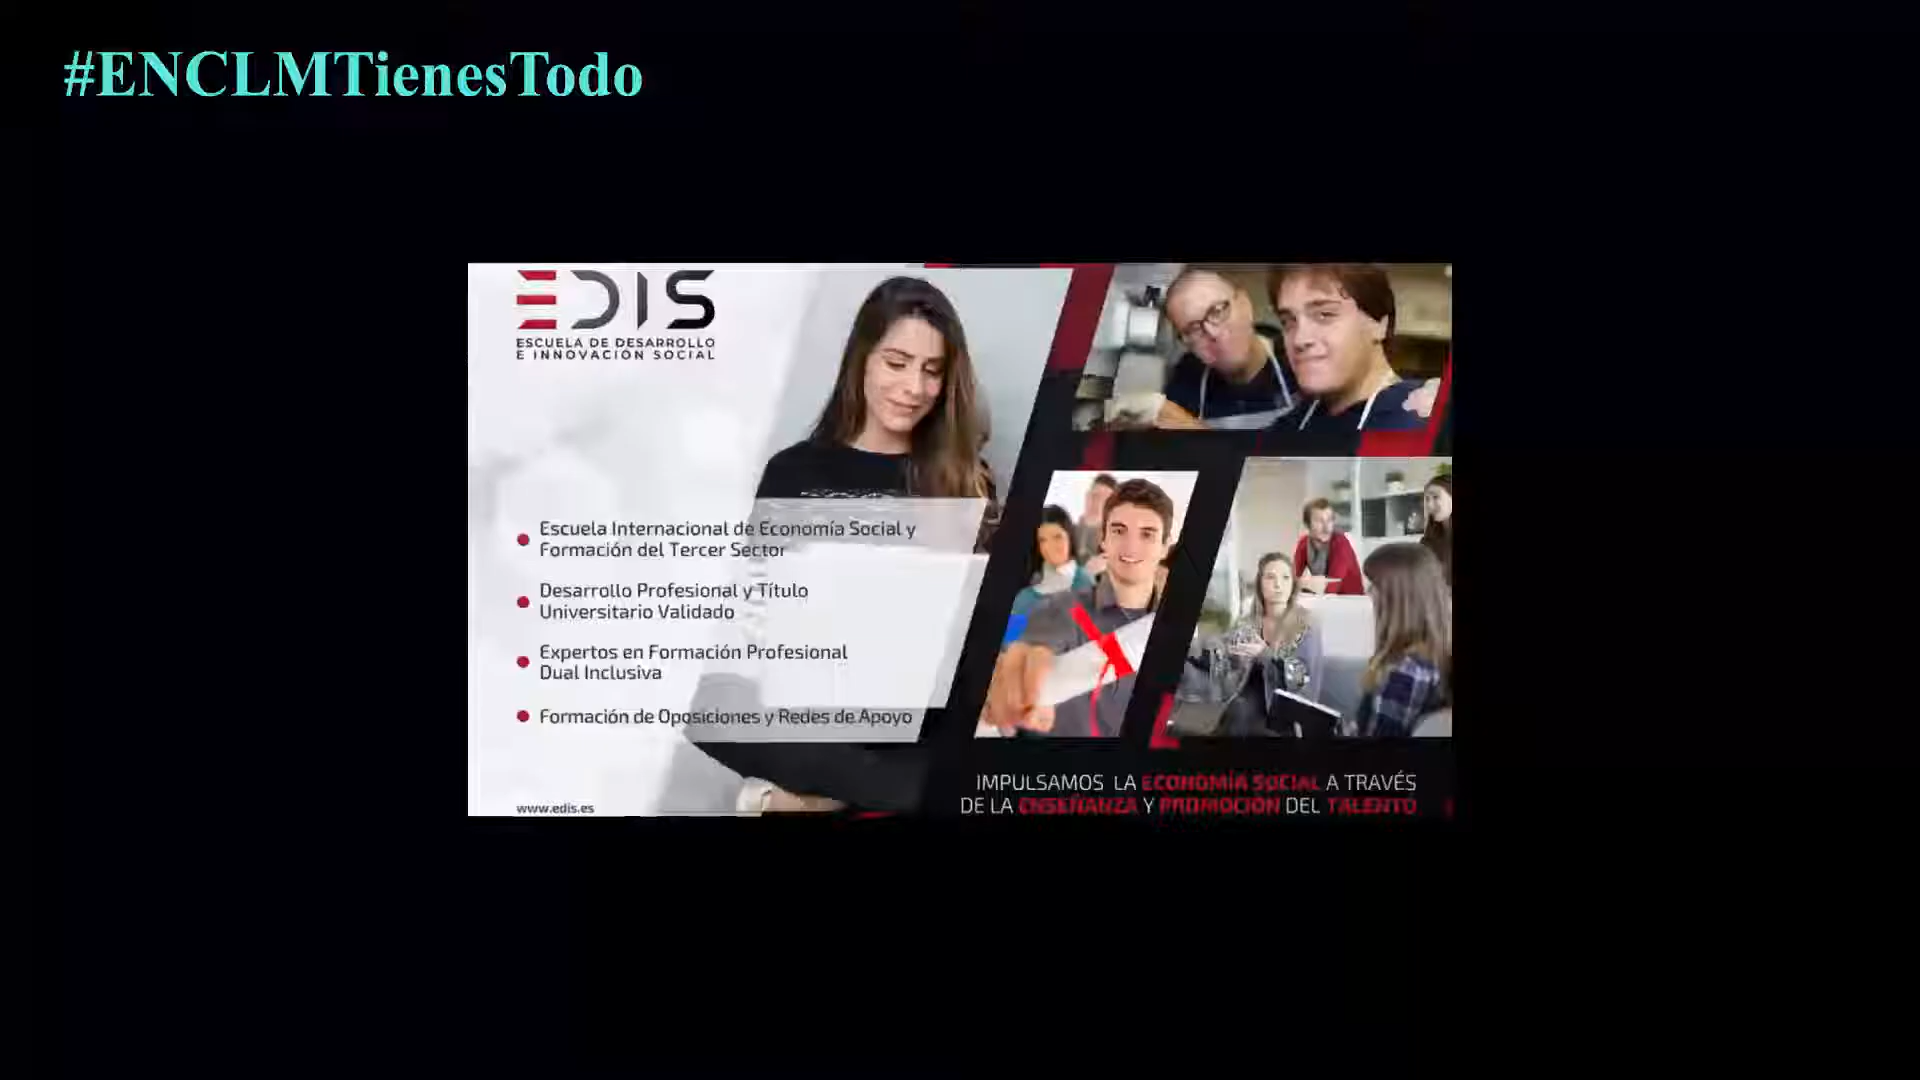 #ENCLMTienesTodo
EDIS
ESCUELA DE DESARROLLO
E INNOVACIÓN SOCIAL
Escuela Internacional de Economía Social y
Formación del Tercer Sector
Desarrollo Profesional y Título
Universitario Validado
Expertos en Formación Profesional
Dual Inclusiva
Formación de Oposiciones y Redes de Apoyo
www.edis.es
IMPULSAMOS LA ECONOMÍA SOCIAL A TRAVÉS
DE LA ENSEÑANZA Y PROMOCIÓN DEL TALENTO